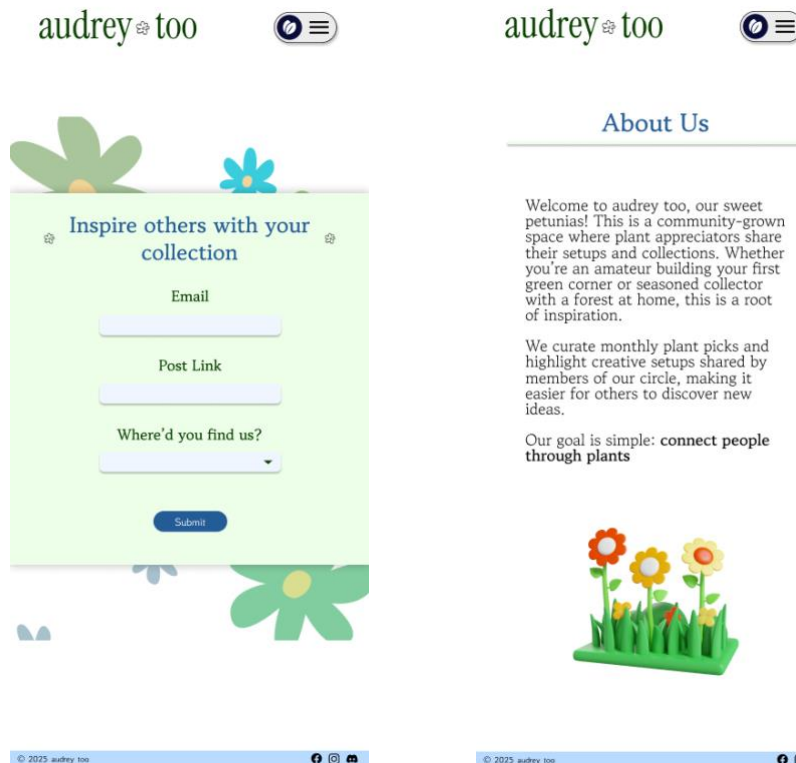 audrey too
Inspire others with your
collection
Email
Post Link
Where'd you find us?
Submit
© 2025 audrey too
audrey too
About Us
Welcome to audrey too, our sweet
petunias! This is a community-grown
space where plant appreciators share
their setups and collections. Whether
you're an amateur building your first
green corner or seasoned collector
with a forest at home, this is a root
of inspiration.
We curate monthly plant picks and
highlight creative setups shared by
members of our circle, making it
easier for others to discover new
ideas.
Our goal is simple: connect people
through plants
© 2025 audrey too